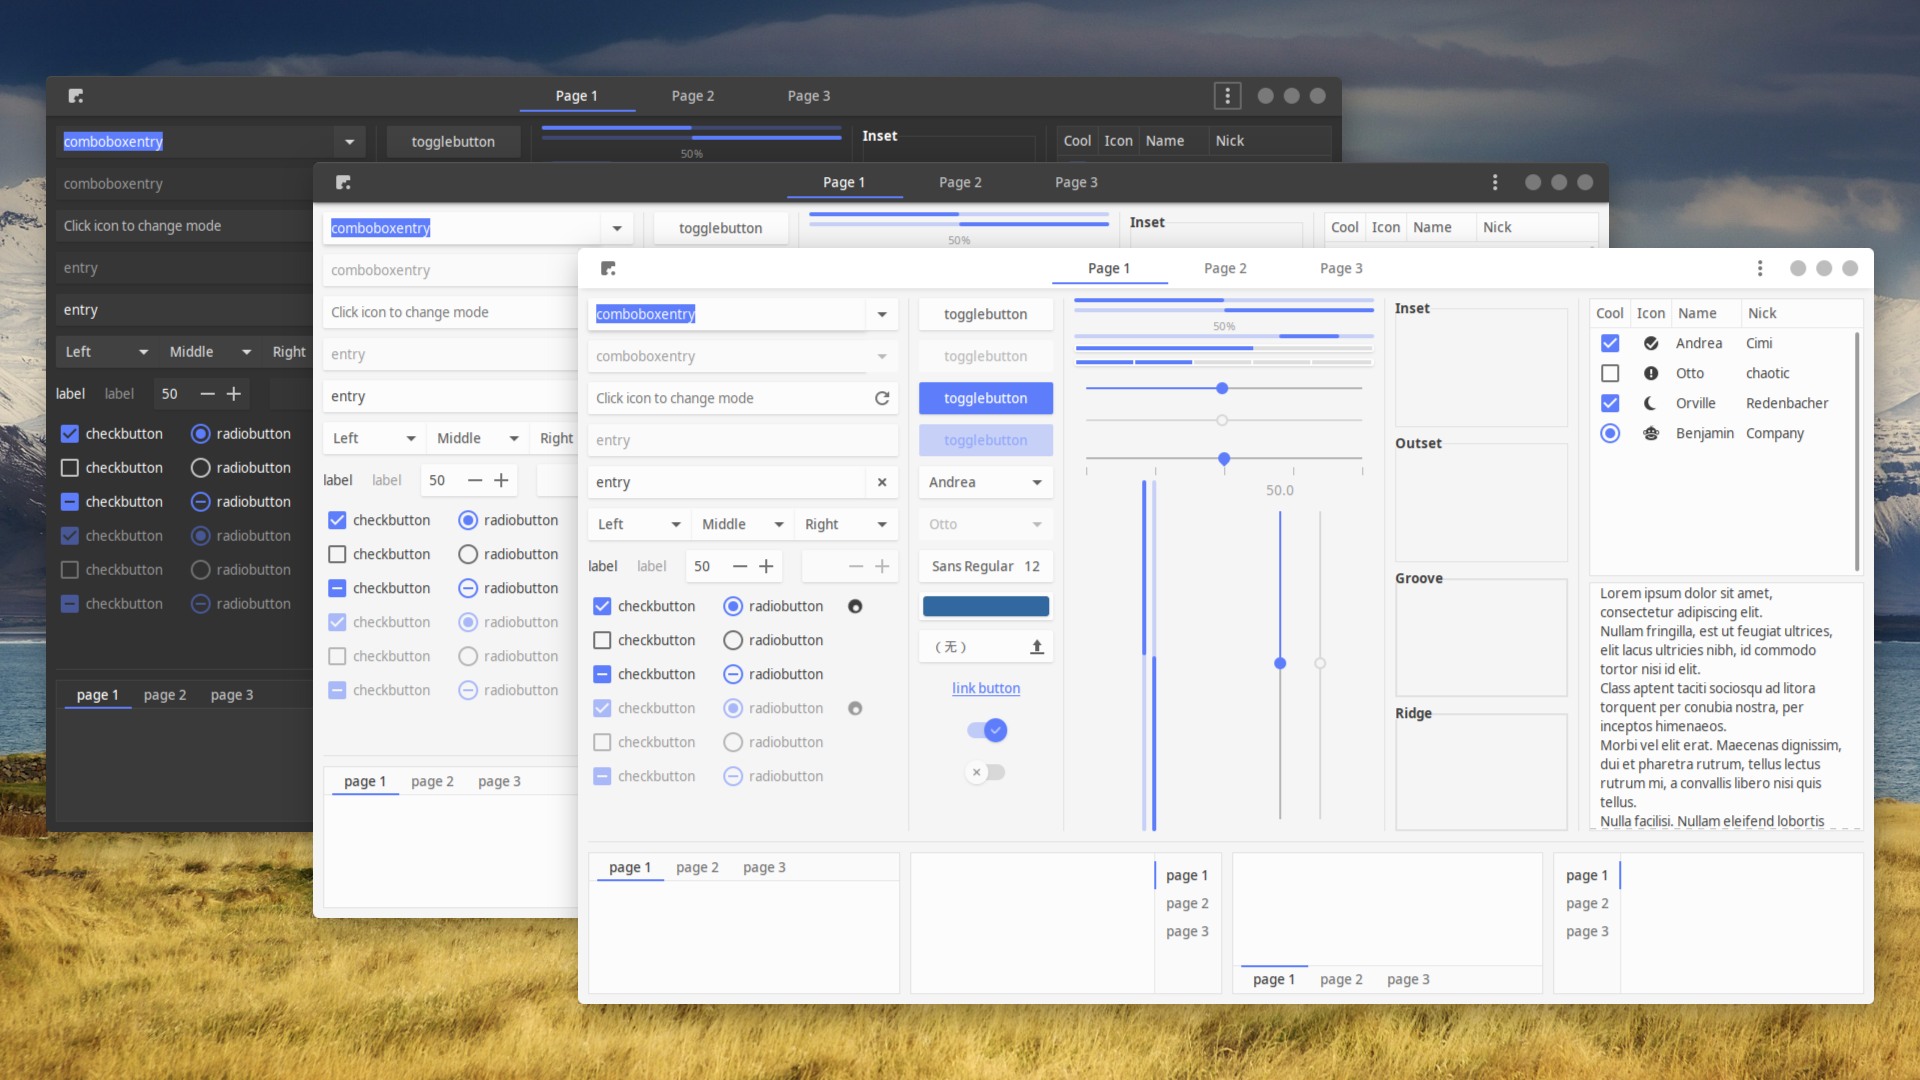 Page 1 Page 2 Page 3
comboboxentry togglebutton 50% Inset Cool Icon Name Nick
comboboxentry
Click icon to change mode
entry
entry
Left Middle Right
label label 50
checkbutton radiobutton
checkbutton radiobutton
checkbutton radiobutton
checkbutton radiobutton
checkbutton radiobutton
checkbutton radiobutton
page 1 page 2 page 3
Page 1 Page 2 Page 3
comboboxentry togglebutton 50% Inset Cool Icon Name Nick
comboboxentry
Click icon to change mode
entry
entry
Left Middle Right
label label 50
checkbutton radiobutton
checkbutton radiobutton
checkbutton radiobutton
checkbutton radiobutton
checkbutton radiobutton
checkbutton radiobutton
page 1 page 2 page 3
Page 1 Page 2 Page 3
comboboxentry
comboboxentry
Click icon to change mode
entry
entry
Left Middle Right
label label 50
checkbutton radiobutton
checkbutton radiobutton
checkbutton radiobutton
checkbutton radiobutton
checkbutton radiobutton
checkbutton radiobutton
togglebutton
togglebutton
togglebutton
togglebutton
Andrea
Otto
Sans Regular 12
（无）
link button
50%
50.0
Inset
Outset
Groove
Ridge
Cool Icon Name Nick
Andrea Cimi
Otto chaotic
Orville Redenbacher
Benjamin Company
Lorem ipsum dolor sit amet,
consectetur adipiscing elit.
Nullam fringilla, est ut feugiat ultrices,
elit lacus ultricies nibh, id commodo
tortor nisi id elit.
Class aptent taciti sociosqu ad litora
torquent per conubia nostra, per
inceptos himenaeos.
Morbi vel elit erat. Maecenas dignissim,
dui et pharetra rutrum, tellus lectus
rutrum mi, a convallis libero nisi quis
tellus.
Nulla facilisi. Nullam eleifend lobortis
page 1 page 2 page 3
page 1
page 2
page 3
page 1 page 2 page 3
page 1
page 2
page 3